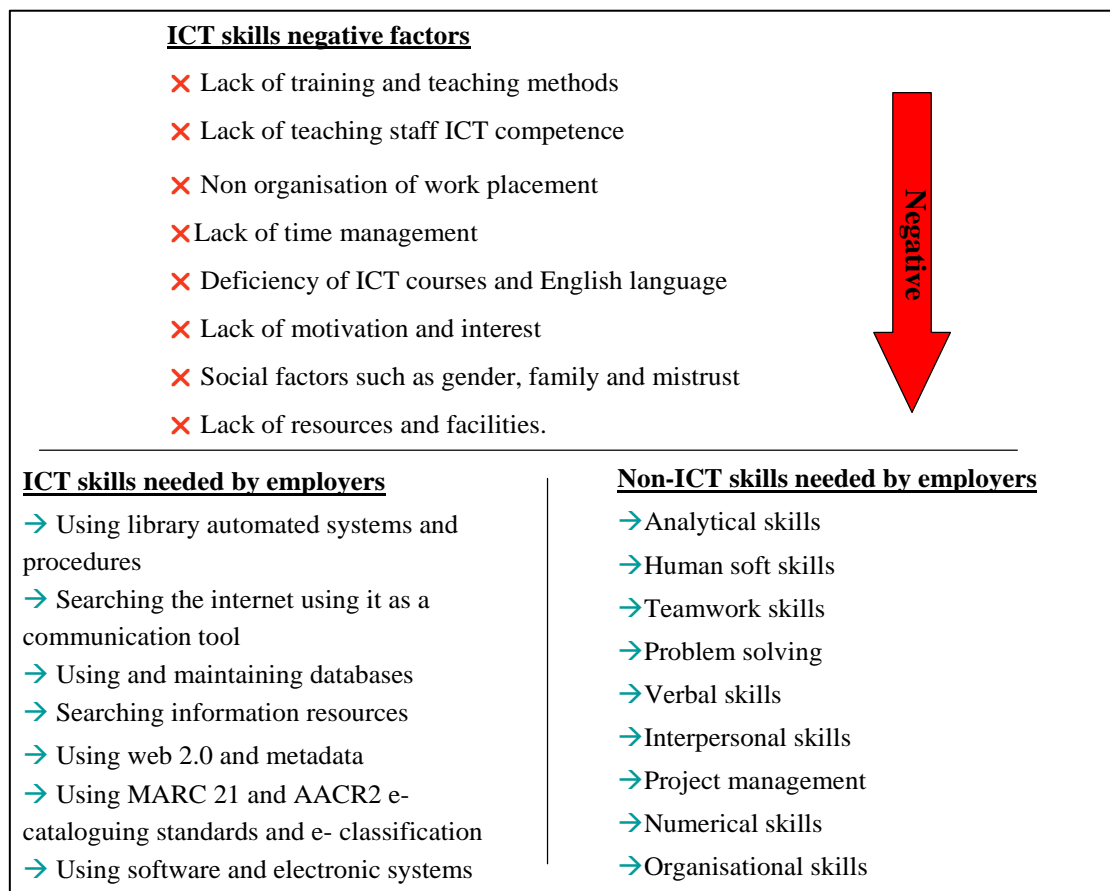 ICT skills negative factors
Lack of training and teaching methods
Lack of teaching staff ICT competence
Non organisation of work placement
Lack of time management
Deficiency of ICT courses and English language
Lack of motivation and interest
Social factors such as gender, family and mistrust
Lack of resources and facilities.
Negative
ICT skills needed by employers
Using library automated systems and
procedures
Searching the internet using it as a
communication tool
Using and maintaining databases
Searching information resources
Using web 2.0 and metadata
Using MARC 21 and AACR2 e-
cataloguing standards and e- classification
Using software and electronic systems
Non-ICT skills needed by employers
Analytical skills
Human soft skills
Teamwork skills
Problem solving
Verbal skills
Interpersonal skills
Project management
Numerical skills
Organisational skills